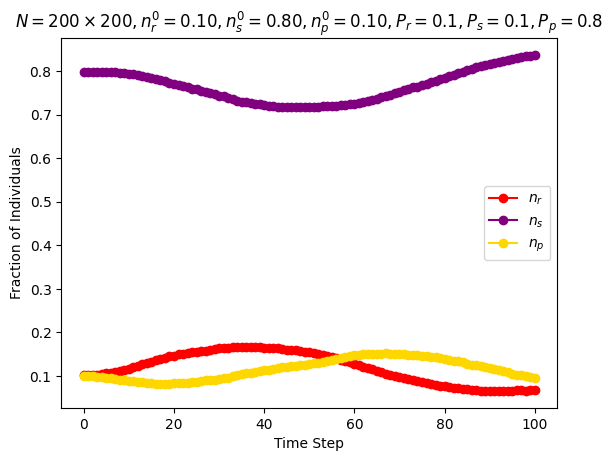 N = 200 × 200, n_r^0 = 0.10, n_s^0 = 0.80, n_p^0 = 0.10, P_r = 0.1, P_s = 0.1, P_p = 0.8
Fraction of Individuals
0.8
0.7
0.6
0.5
0.4
0.3
0.2
0.1
n_r
n_s
n_p
0 20 40 60 80 100
Time Step